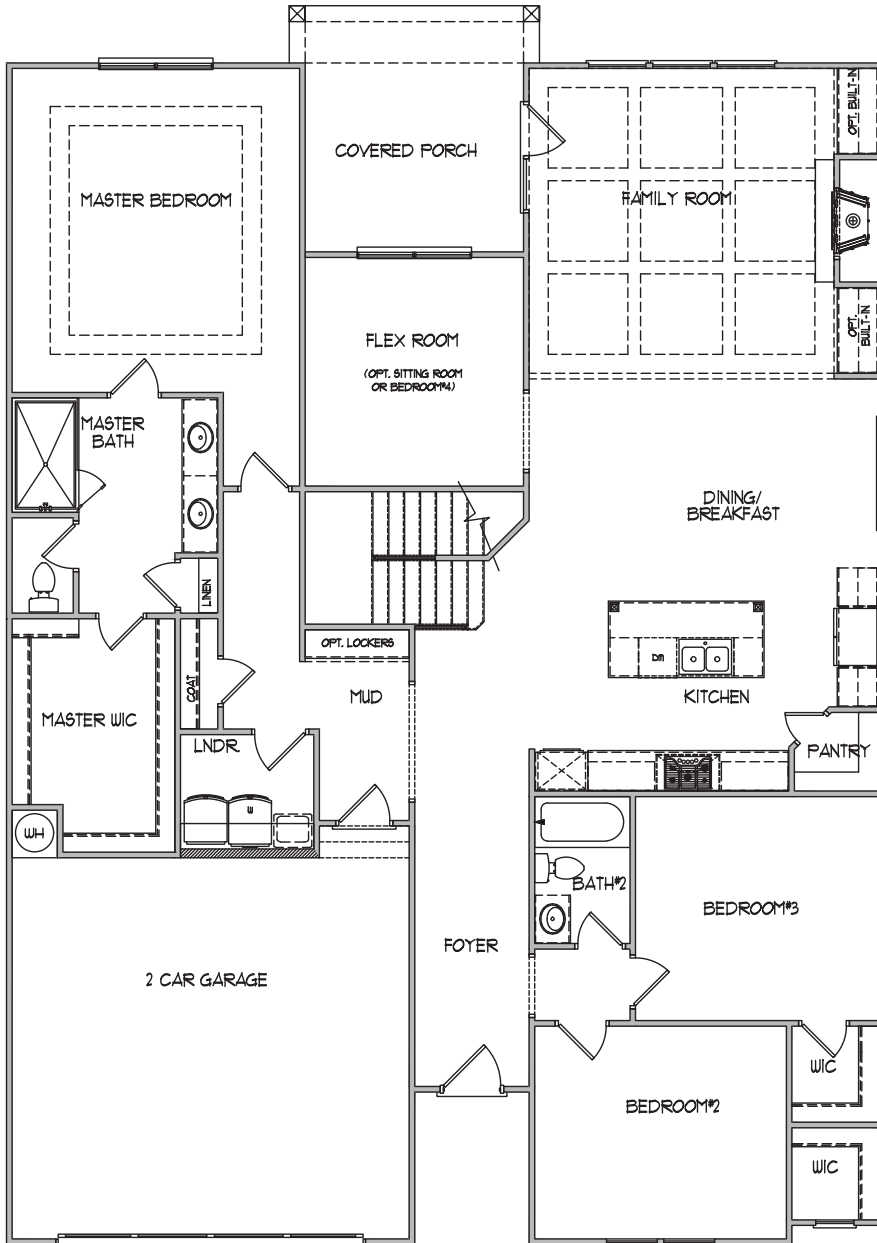 OPT. BUILT-IN
COVERED PORCH
MASTER BEDROOM
FAMILY ROOM
FLEX ROOM
(OPT. SITTING ROOM
OR BEDROOM#4)
OPT.
BUILT-IN
MASTER
BATH
DINING/
BREAKFAST
LINEN
OPT. LOCKERS
DW
COAT
MUD
KITCHEN
MASTER WIC
LNDR.
PANTRY
W
WH
BATH#2
BEDROOM#3
FOYER
2 CAR GARAGE
WIC
BEDROOM#2
WIC